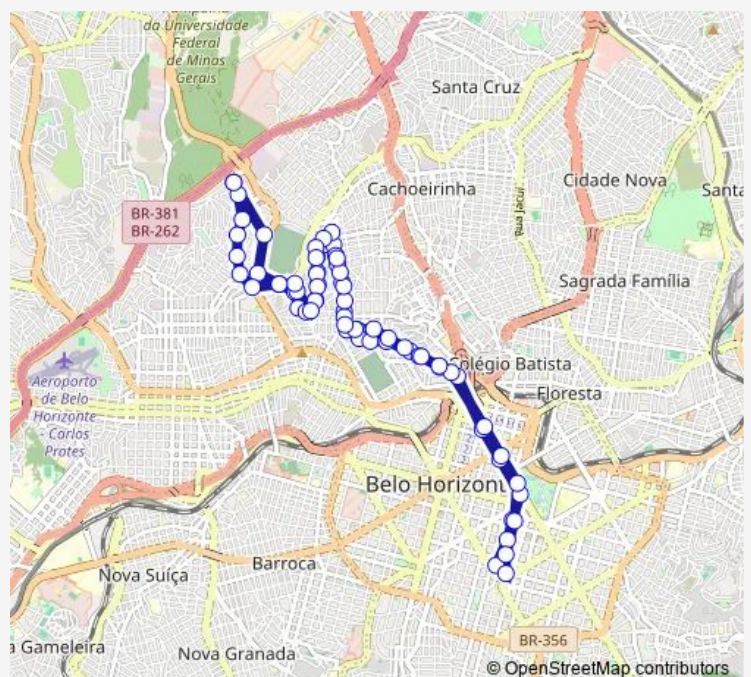 da Universidade
Federal
de Minas
Gerais
Santa Cruz
Cachoeirinha
Cidade Nova
Santa
BR-381
BR-262
Rua Jacuí
Sagrada Família
Aeroporto
de Belo
Horizonte
- Carlos
Prates
Colégio Batista
Floresta
Belo Horizont
Barroca
Nova Suíça
BR-356
a Gameleira
Nova Granada
© OpenStreetMap contributors